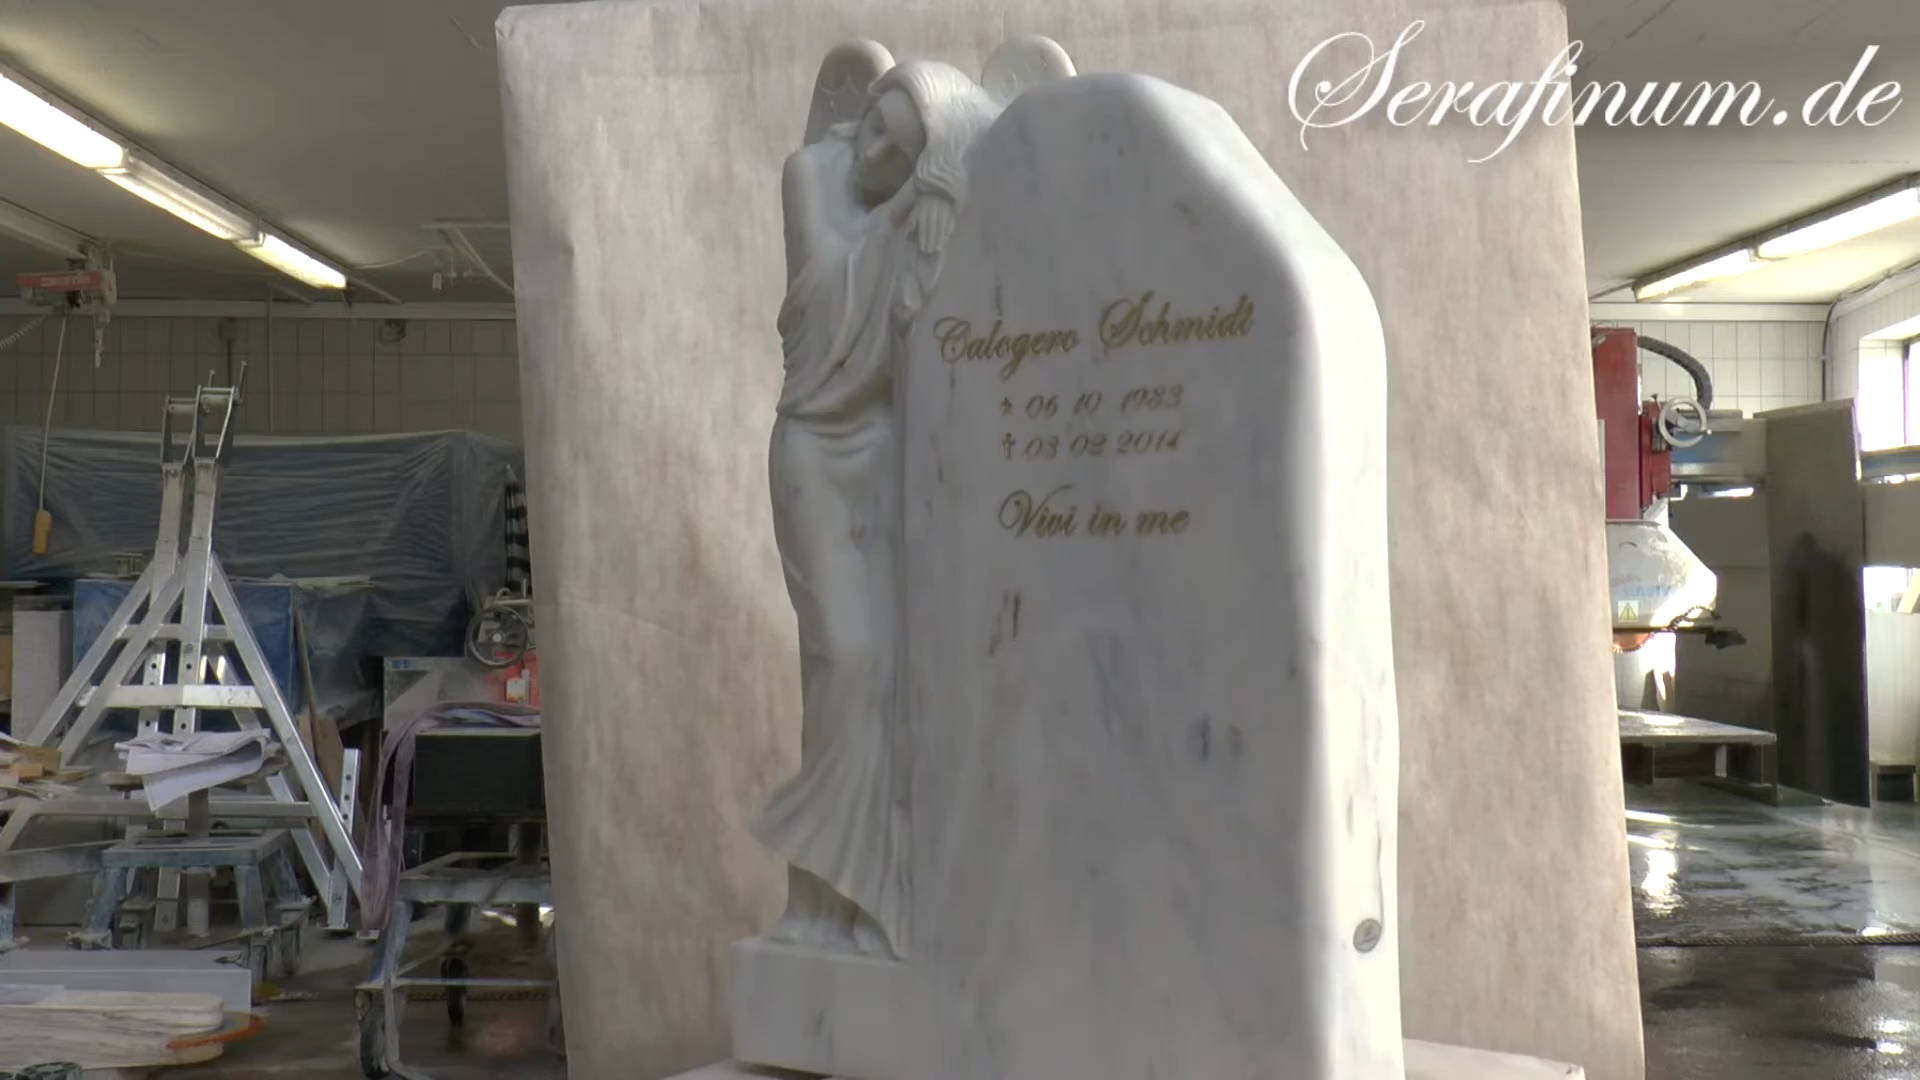 Serafinum.de
Calogero Schmidt
* 06 10 1983
† 03 02 2014
Vivi in me